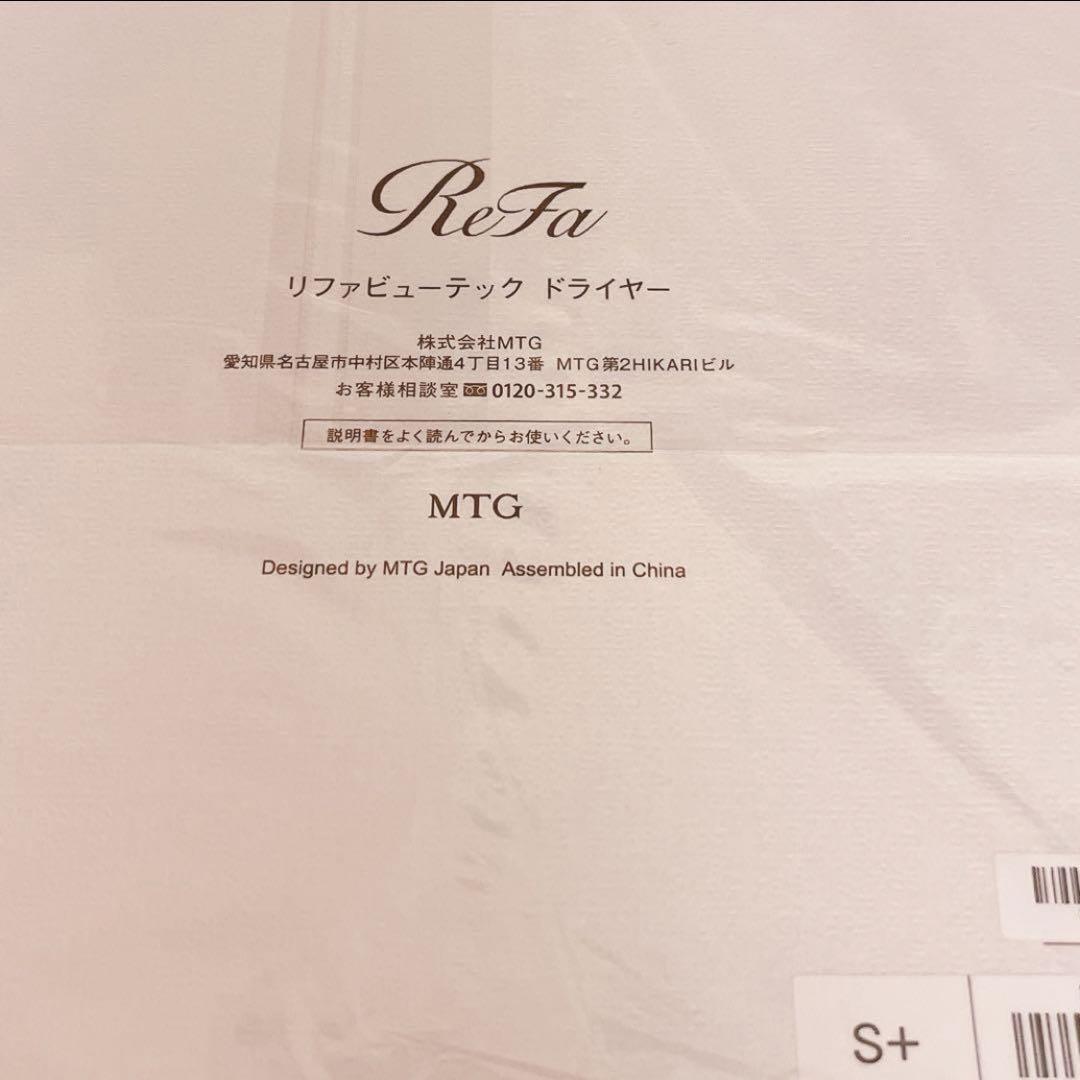 ReFa
リファビューテック ドライヤー
株式会社MTG
愛知県名古屋市中村区本陣通4丁目13番 MTG第2HIKARIビル
お客様相談室 0120-315-332
説明書をよく読んでからお使いください。
MTG
Designed by MTG Japan Assembled in China
S+